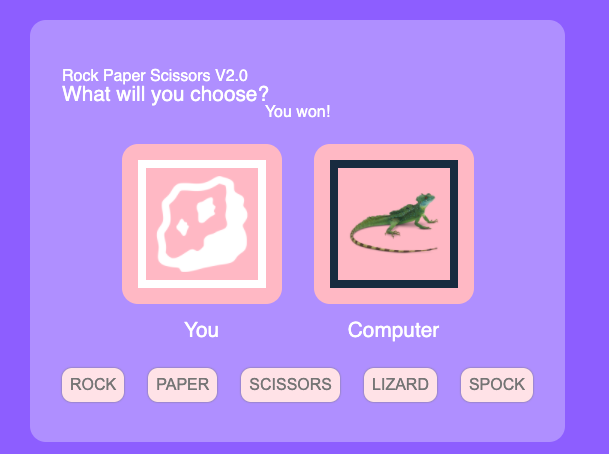 Rock Paper Scissors V2.0
What will you choose?
You won!
You Computer
ROCK PAPER SCISSORS LIZARD SPOCK